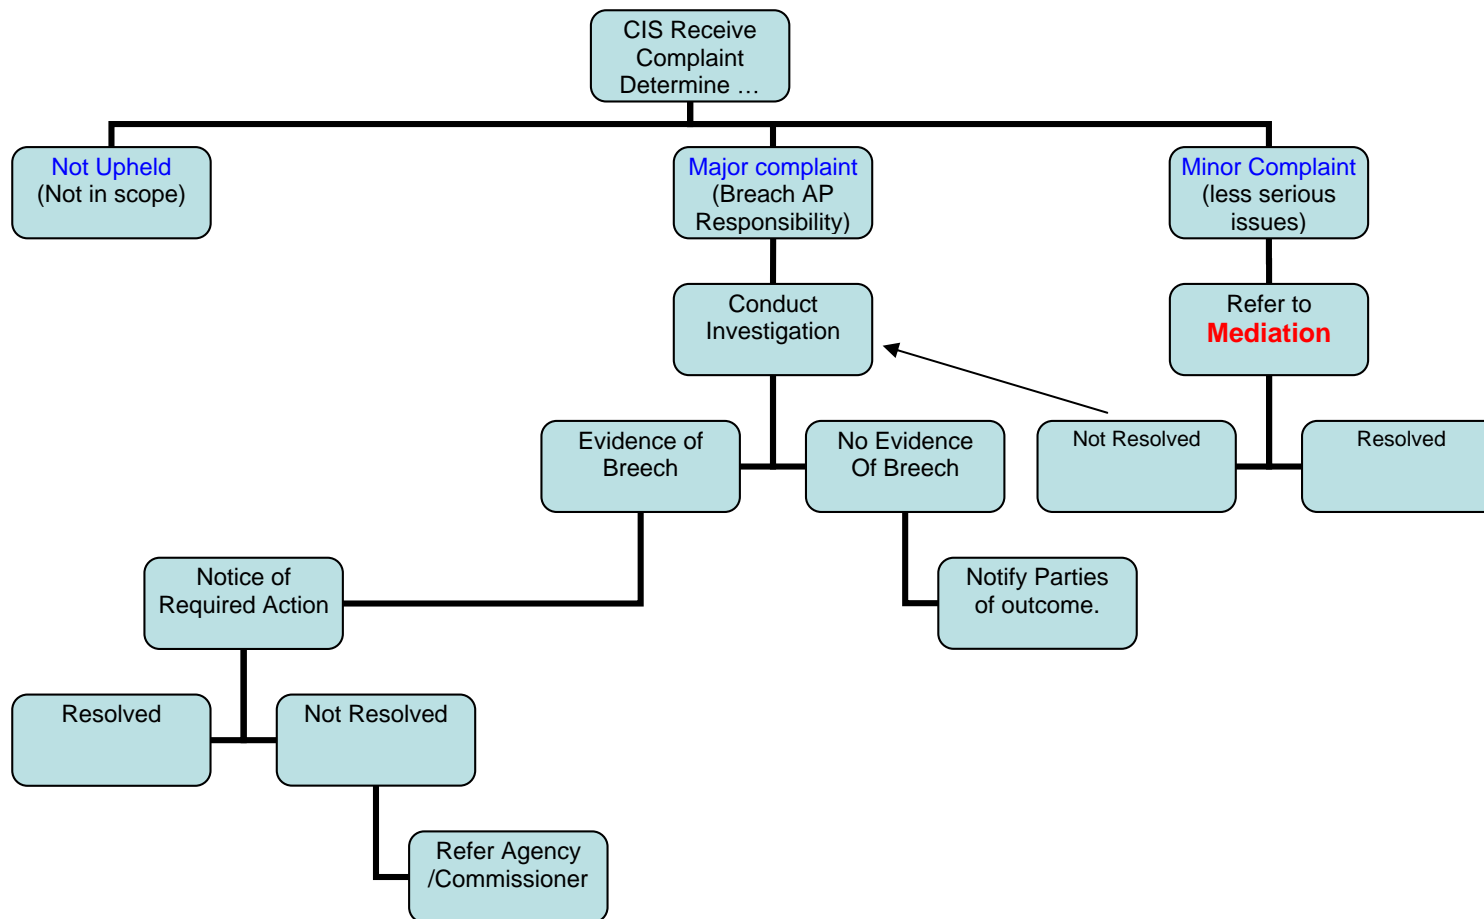 CIS Receive
Complaint
Determine …
Not Upheld
(Not in scope)
Major complaint
(Breach AP
Responsibility)
Minor Complaint
(less serious
issues)
Conduct
Investigation
Refer to
Mediation
Evidence of
Breech
No Evidence
Of Breech
Not Resolved
Resolved
Notice of
Required Action
Notify Parties
of outcome.
Resolved
Not Resolved
Refer Agency
/Commissioner